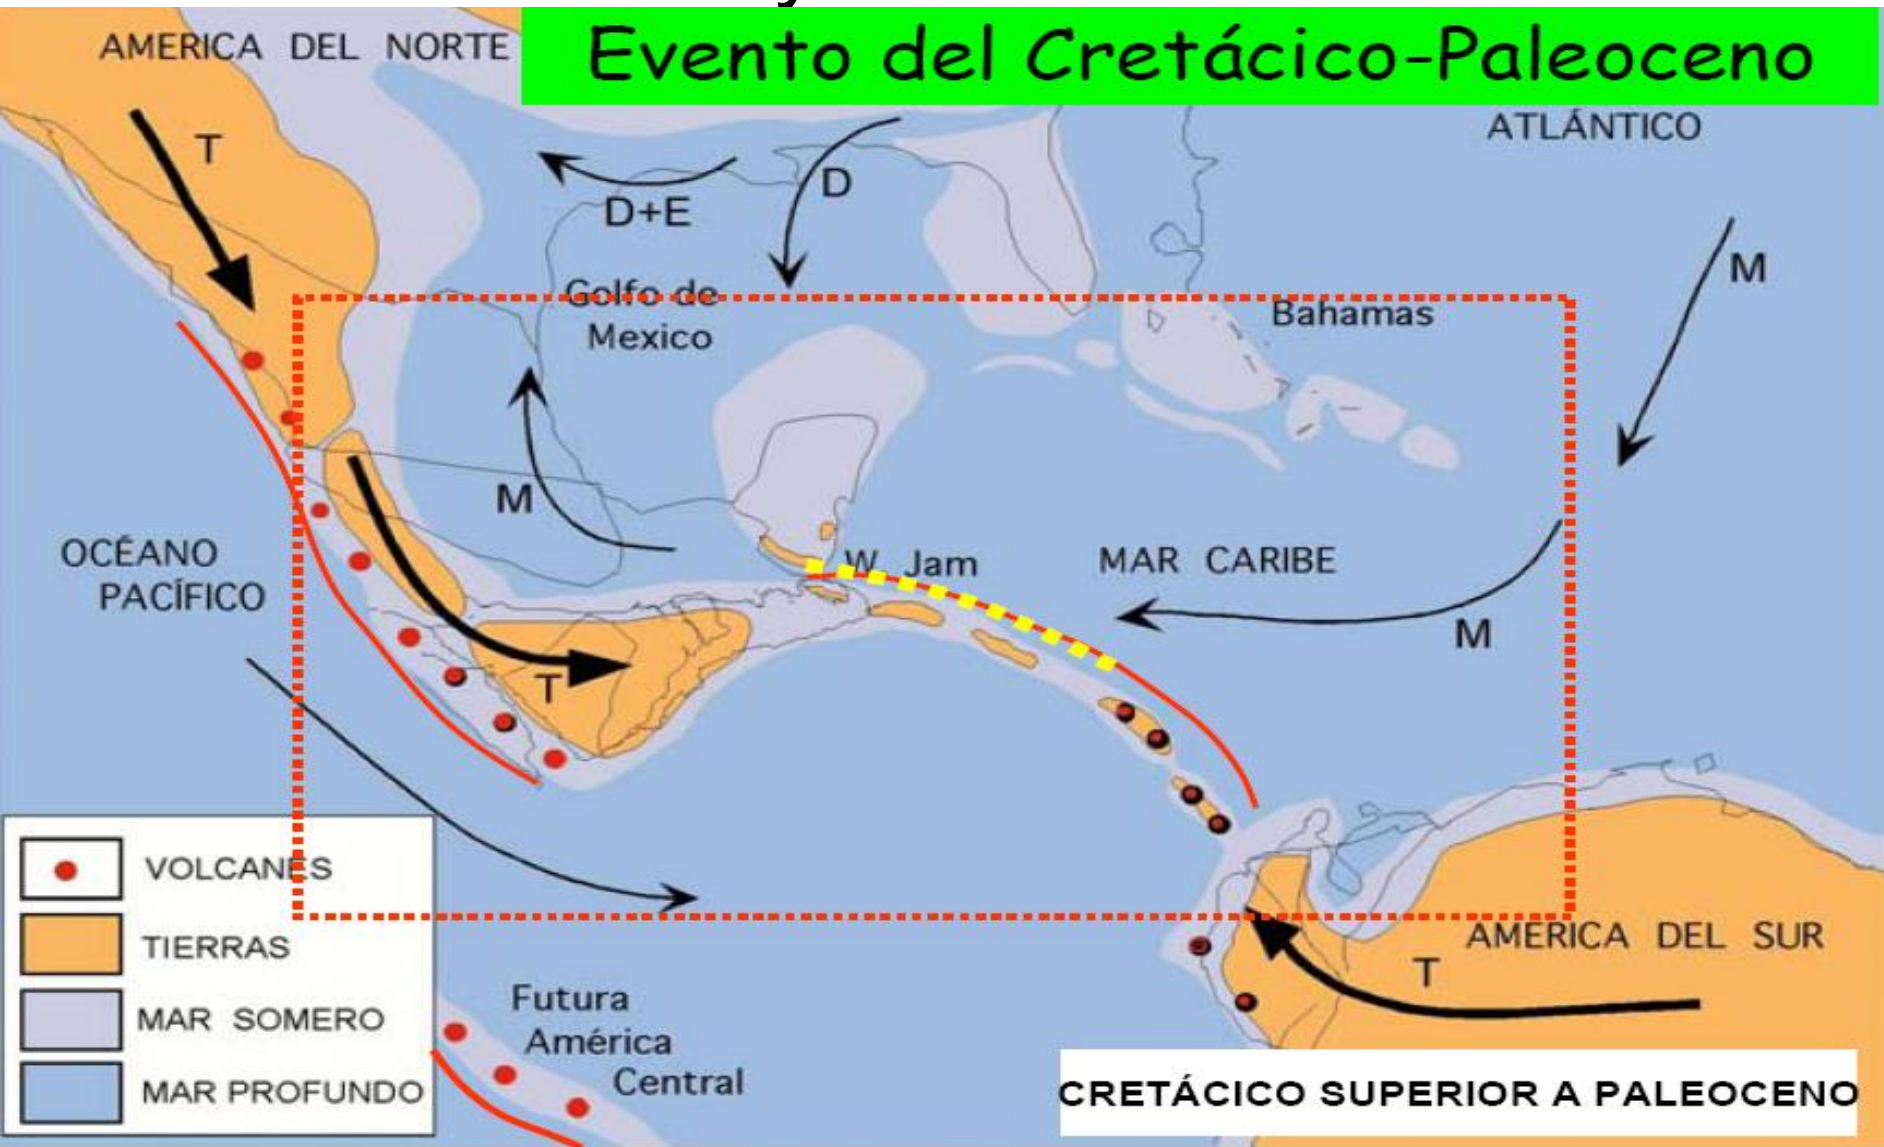 Evento del Cretácico-Paleoceno
AMERICA DEL NORTE
ATLÁNTICO
T
D
D+E
M
Golfo de
Mexico
Bahamas
M
OCÉANO
PACÍFICO
W Jam
MAR CARIBE
M
T
VOLCANES
TIERRAS
MAR SOMERO
MAR PROFUNDO
AMERICA DEL SUR
T
Futura
América
Central
CRETÁCICO SUPERIOR A PALEOCENO